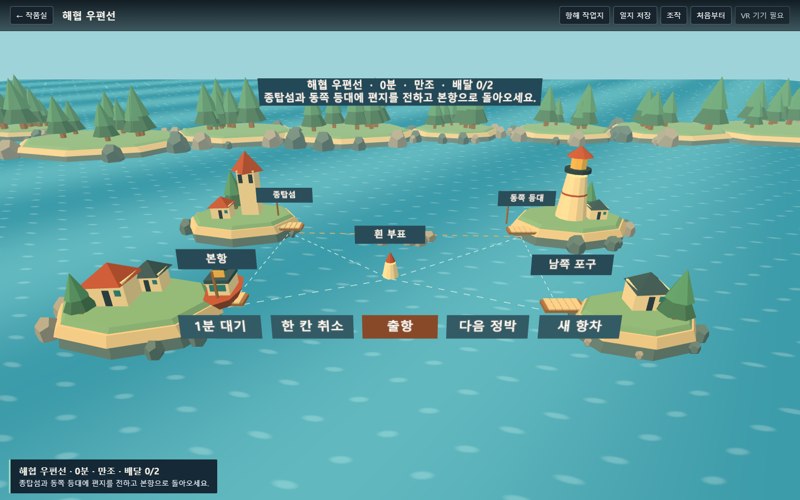 ← 작품실
해협 우편선
항해 작업지
일지 저장
조작
처음부터
VR 기기 필요
해협 우편선 · 0분 · 만조 · 배달 0/2
종탑섬과 동쪽 등대에 편지를 전하고 본항으로 돌아오세요.
종탑섬
동쪽 등대
흰 부표
본항
남쪽 포구
1분 대기
한 칸 취소
출항
다음 정박
새 항차
해협 우편선 · 0분 · 만조 · 배달 0/2
종탑섬과 동쪽 등대에 편지를 전하고 본항으로 돌아오세요.